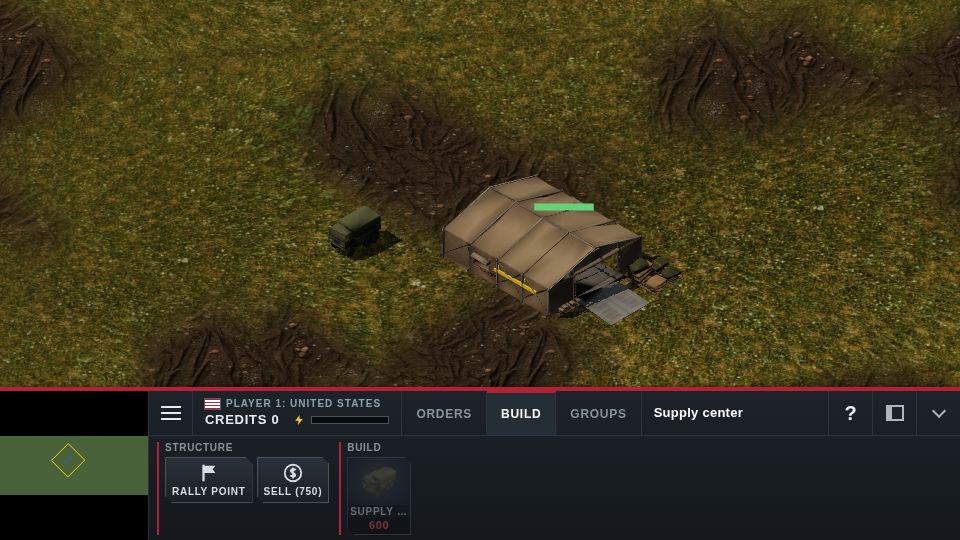 PLAYER 1: UNITED STATES
CREDITS 0
ORDERS
BUILD
GROUPS
Supply center
?
STRUCTURE
RALLY POINT
SELL (750)
BUILD
SUPPLY ...
600